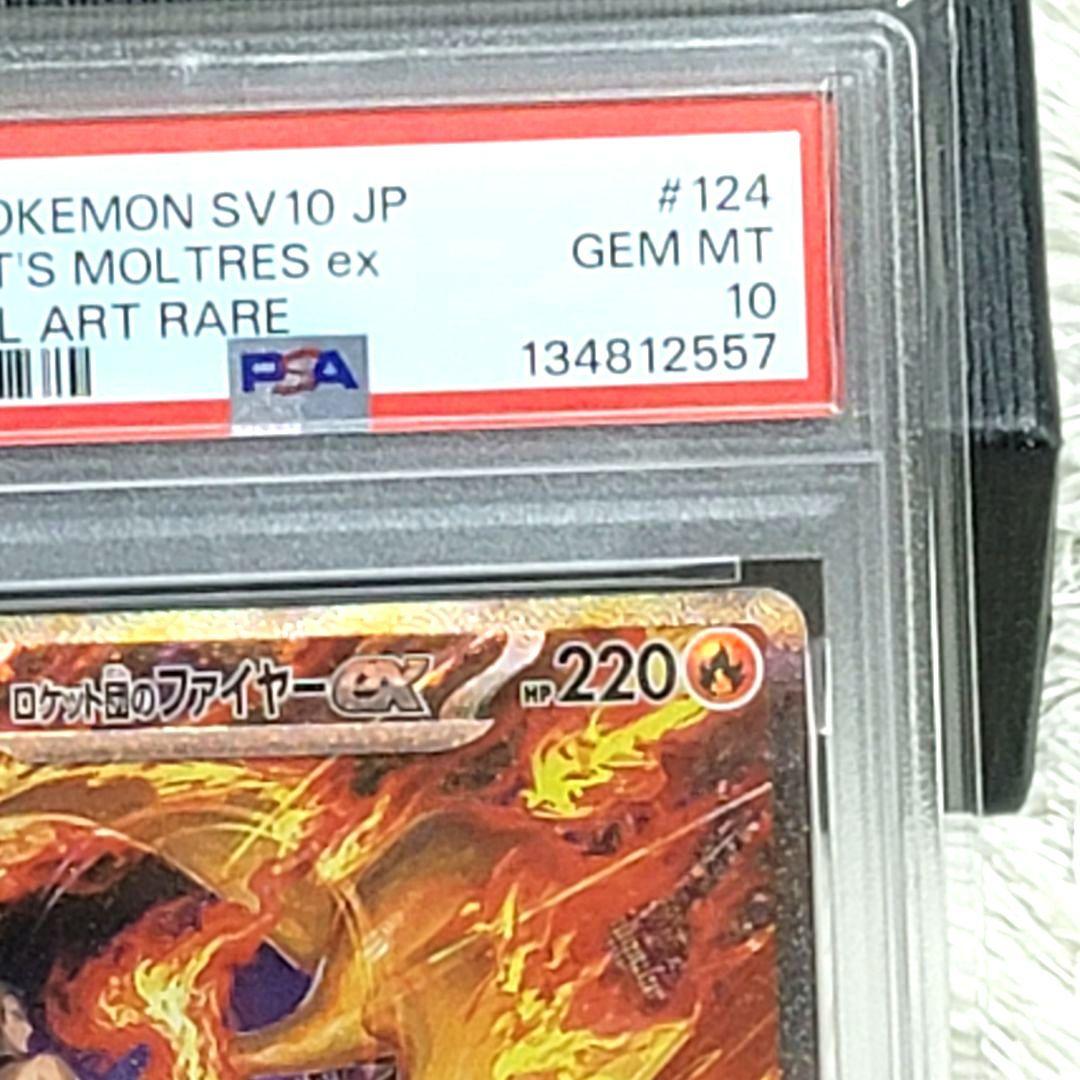 OKEMON SV10 JP #124
T'S MOLTRES ex GEM MT
L ART RARE 10
PSA 134812557
ロケット団のファイヤーex HP220